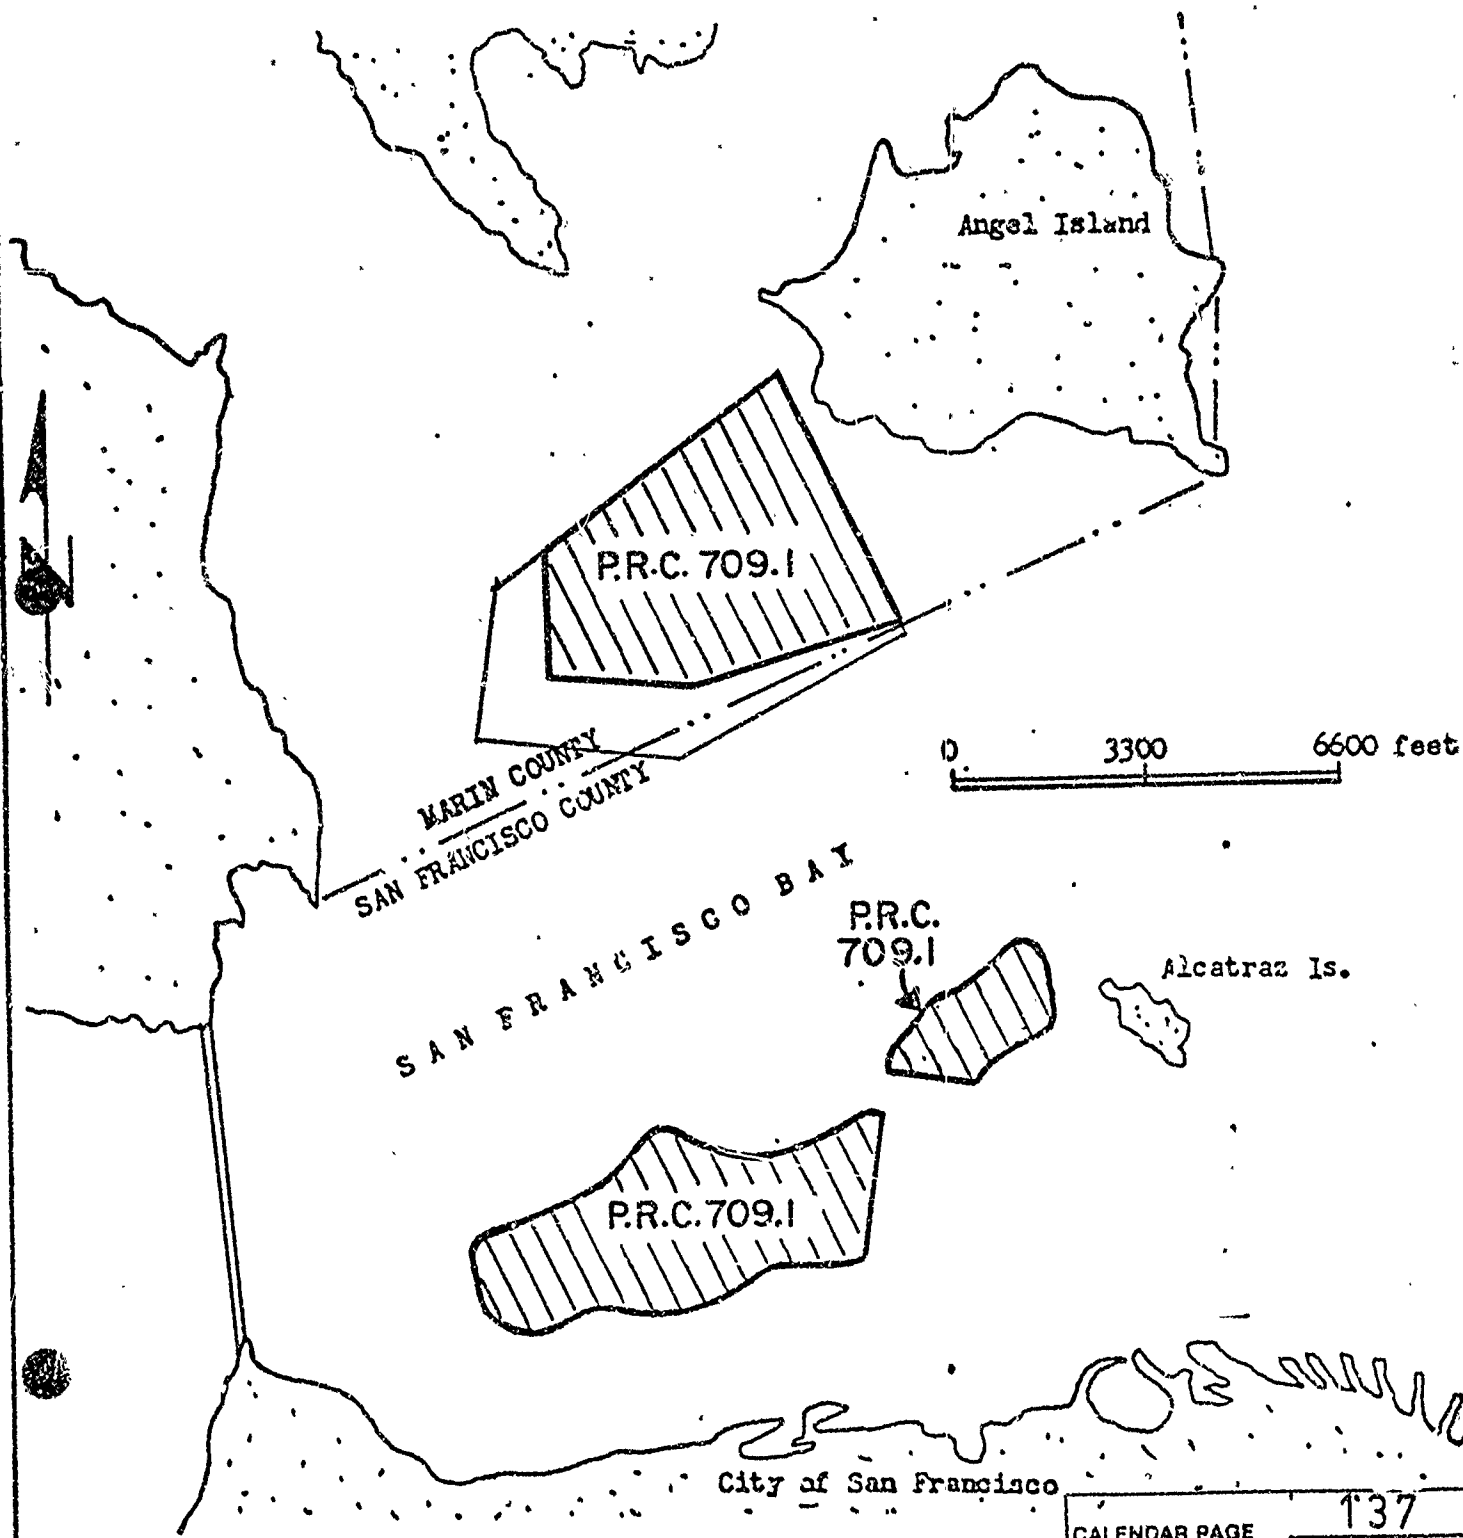 Angel Island
N
P.R.C. 709.1
0 3300 6600 feet
MARIN COUNTY
SAN FRANCISCO COUNTY
SAN FRANCISCO BAY
P.R.C.
709.1
Alcatraz Is.
P.R.C. 709.1
City of San Francisco
CALENDAR PAGE 137